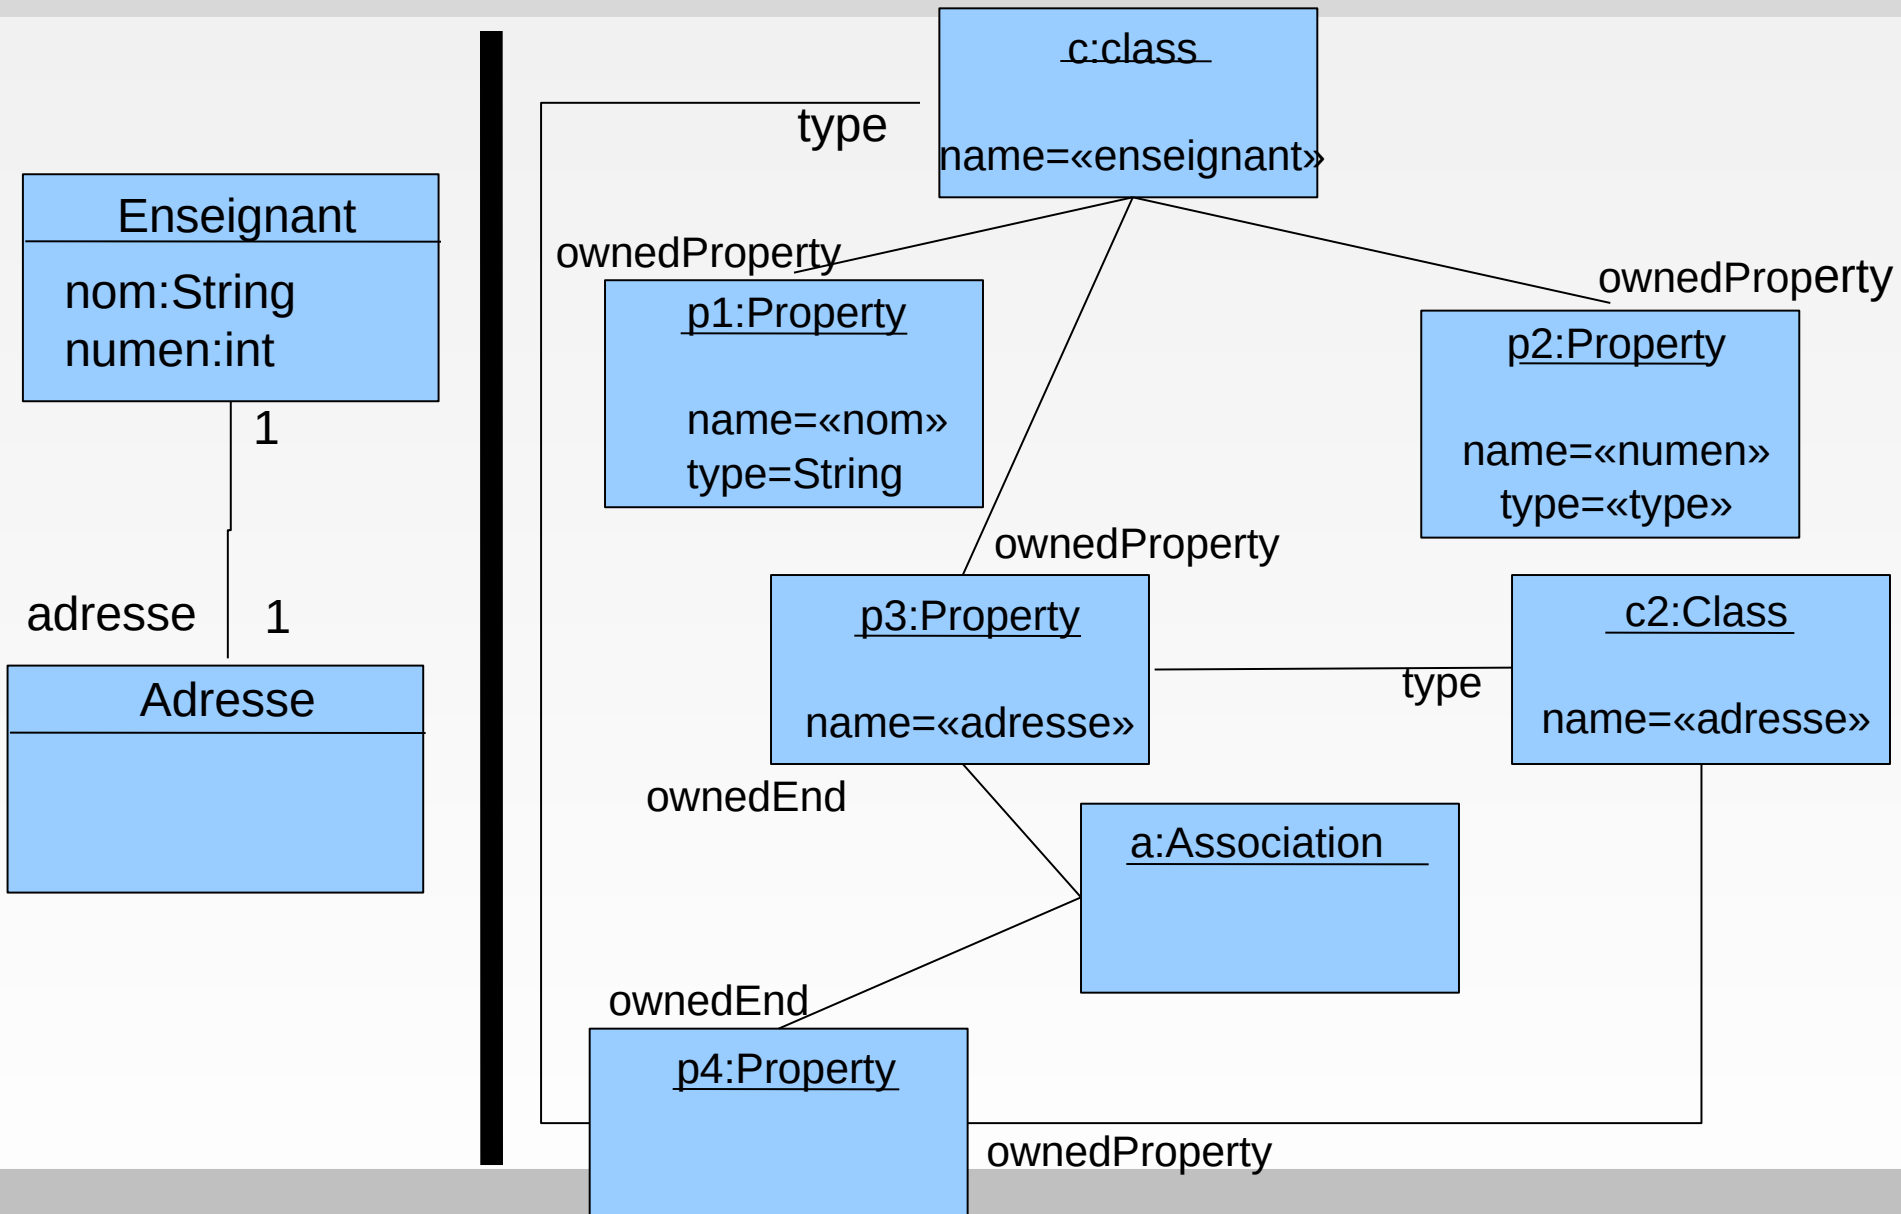 Enseignant
nom:String
numen:int
1
adresse
1
Adresse
c:class
name=«enseignant»
type
ownedProperty
ownedProperty
p1:Property
name=«nom»
type=String
p2:Property
name=«numen»
type=«type»
ownedProperty
p3:Property
name=«adresse»
type
c2:Class
name=«adresse»
ownedEnd
a:Association
ownedEnd
p4:Property
ownedProperty